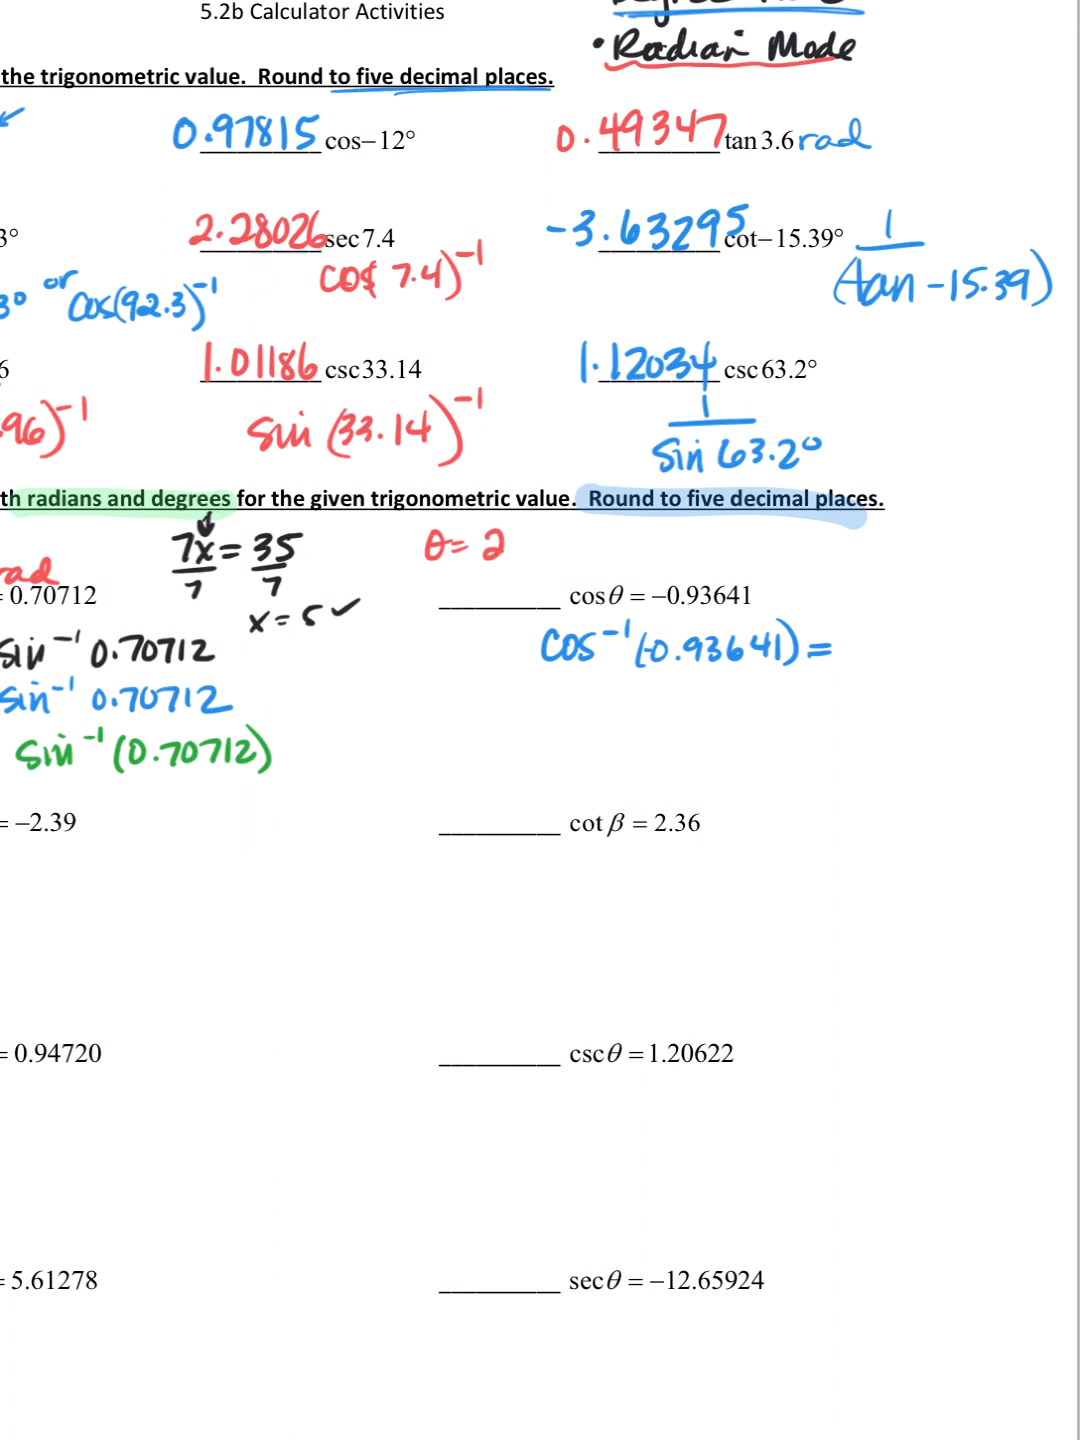 5.2b Calculator Activities
• Radian Mode
the trigonometric value. Round to five decimal places.
0.97815 cos−12°
0.49347 tan 3.6 rad
3°
2.28026 sec 7.4
-3.63295 cot−15.39°
1
(tan -15.39)
cos(7.4)⁻¹
3° or cos(92.3)⁻¹
6
1.01186 csc 33.14
1.12034 csc 63.2°
96)⁻¹
sin (33.14)⁻¹
1
sin 63.2°
th radians and degrees for the given trigonometric value. Round to five decimal places.
7x = 35
7 7
x = 5 ✓
θ = 2
rad
= 0.70712
________ cos θ = −0.93641
sin⁻¹ 0.70712
cos⁻¹(-0.93641) =
sin⁻¹ 0.70712
sin⁻¹ (0.70712)
= −2.39
________ cot β = 2.36
= 0.94720
________ csc θ = 1.20622
= 5.61278
________ sec θ = −12.65924